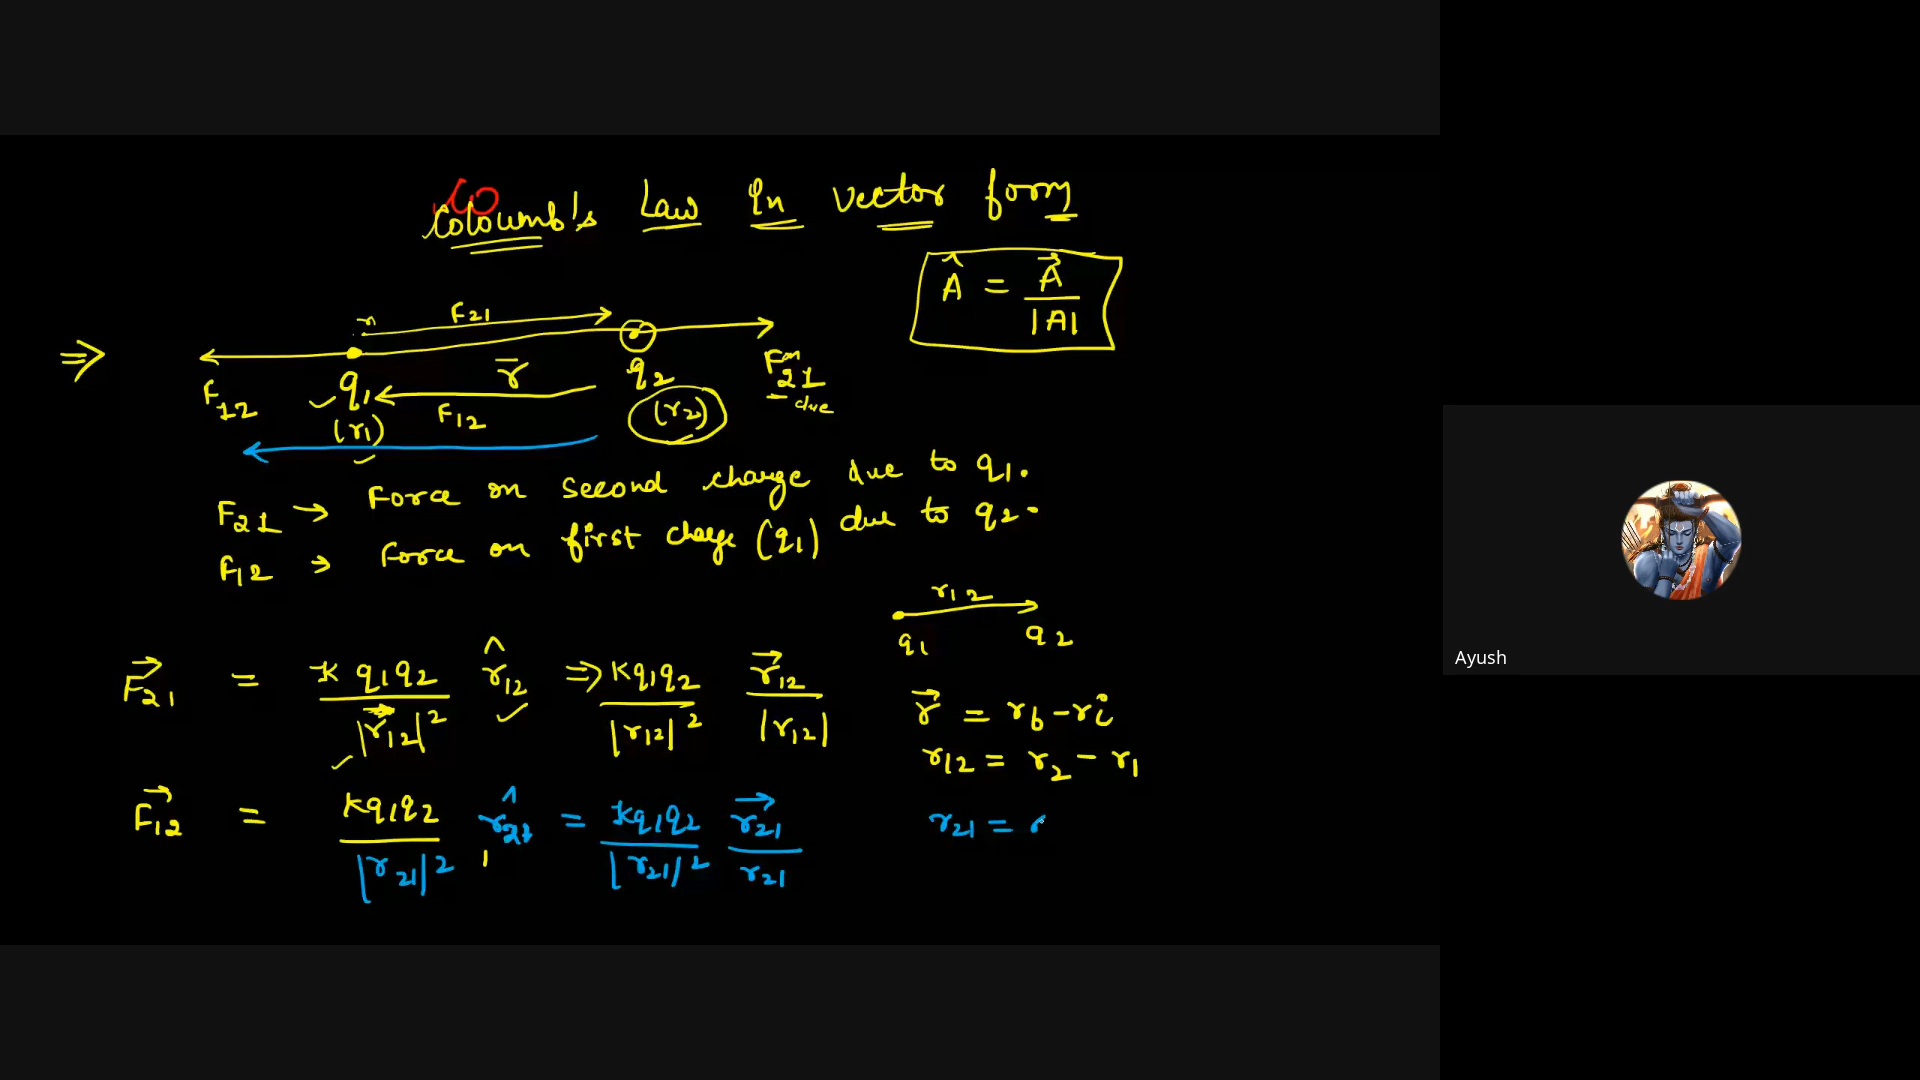 Coloumb's Law In vector form
Â = A⃗ / |A|
F21
F12
q1
(r1)
r̄
F12
q2
(r2)
F21
on
due
F21 → Force on second charge due to q1.
F12 → Force on first charge (q1) due to q2.
r12
q1 q2
F⃗21 = K q1q2 / |r⃗12|² r̂12 ⇒ Kq1q2 / |r12|² r⃗12 / |r12|
r⃗ = rb - ri
r12 = r2 - r1
F⃗12 = Kq1q2 / |r21|² r̂21 = Kq1q2 / |r21|² r⃗21 / r21
r21 =
Ayush